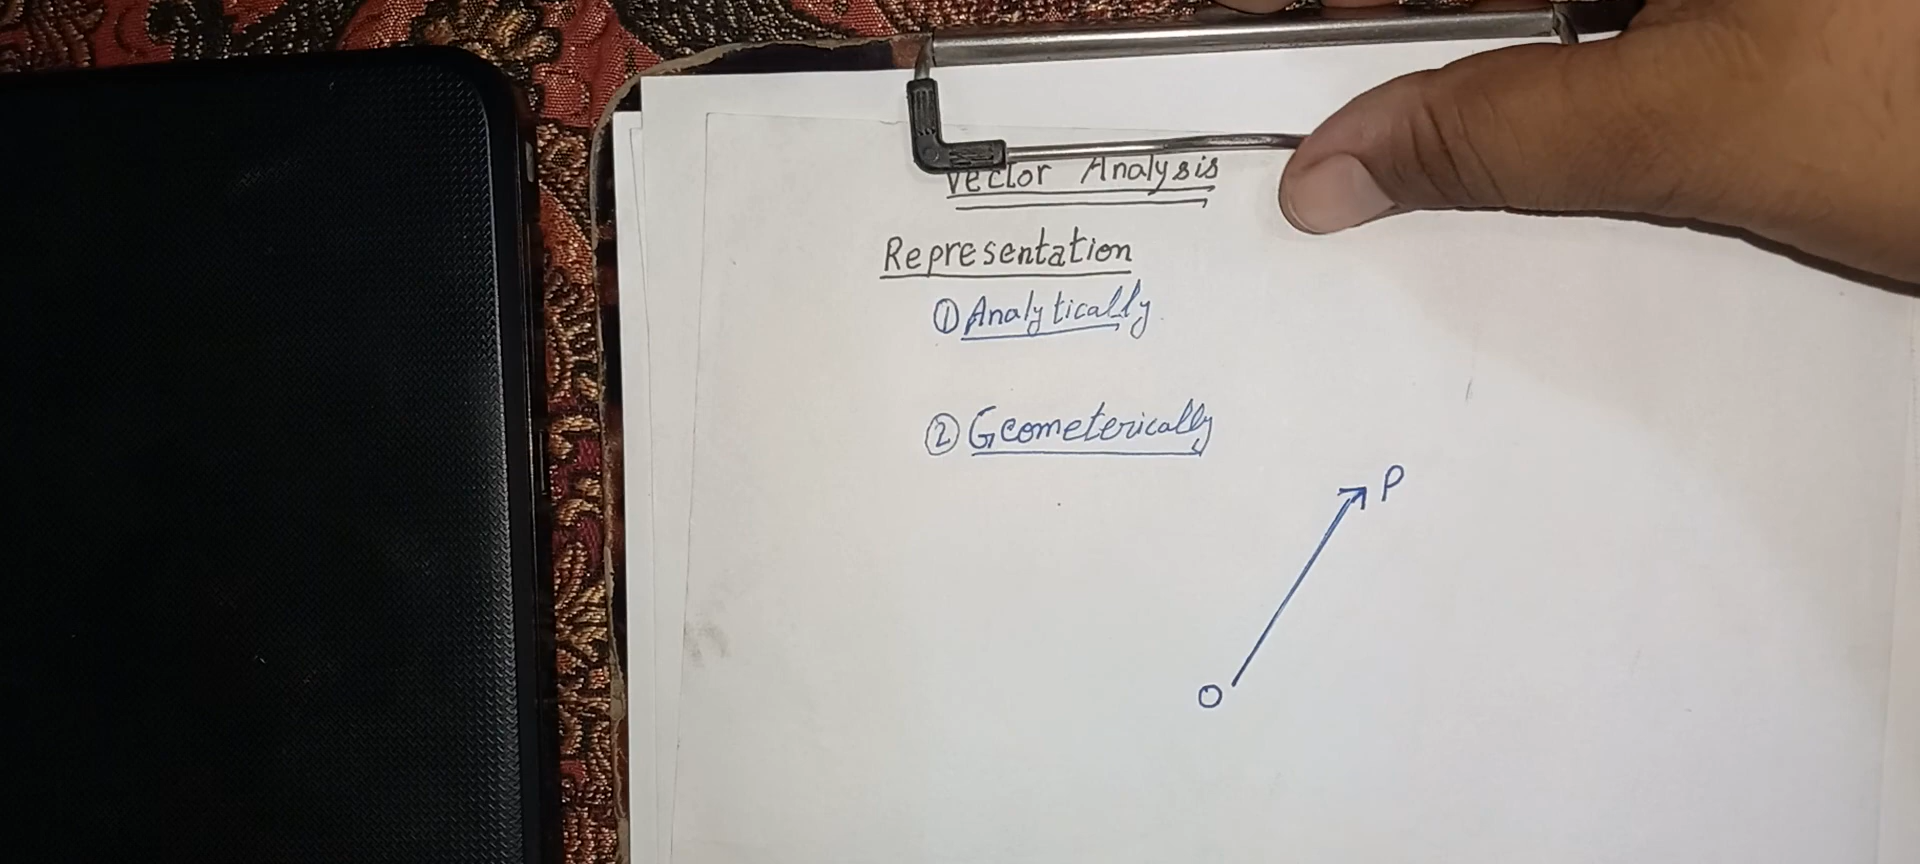 Vector Analysis
Representation
① Analytically
② Geometerically
P
O